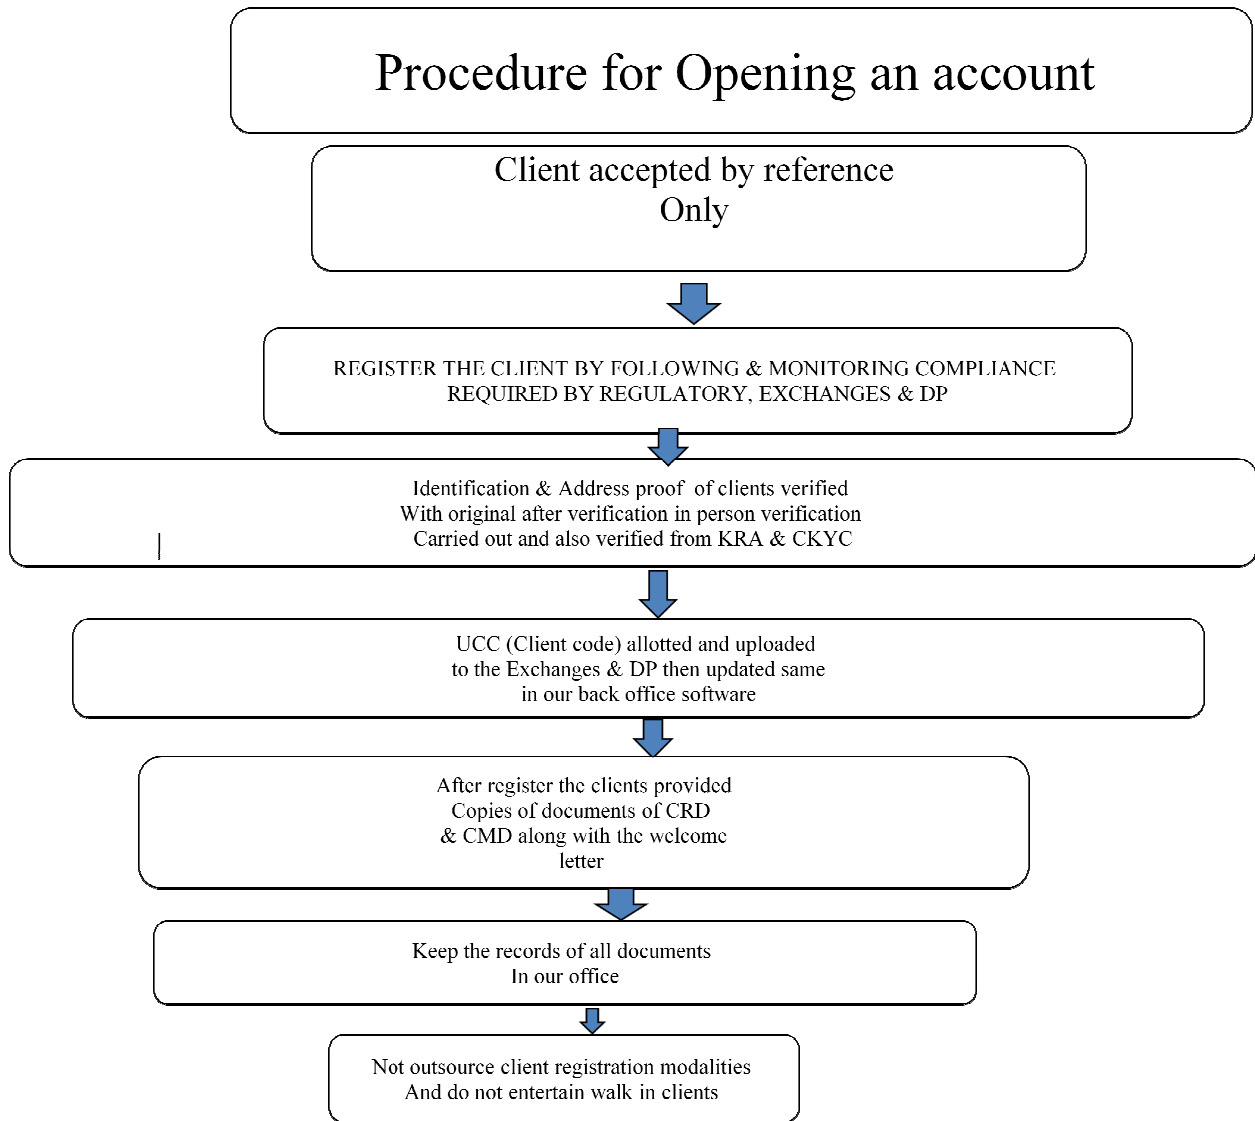 Procedure for Opening an account
Client accepted by reference
Only
REGISTER THE CLIENT BY FOLLOWING & MONITORING COMPLIANCE
REQUIRED BY REGULATORY, EXCHANGES & DP
Identification & Address proof of clients verified
With original after verification in person verification
Carried out and also verified from KRA & CKYC
UCC (Client code) allotted and uploaded
to the Exchanges & DP then updated same
in our back office software
After register the clients provided
Copies of documents of CRD
& CMD along with the welcome
letter
Keep the records of all documents
In our office
Not outsource client registration modalities
And do not entertain walk in clients